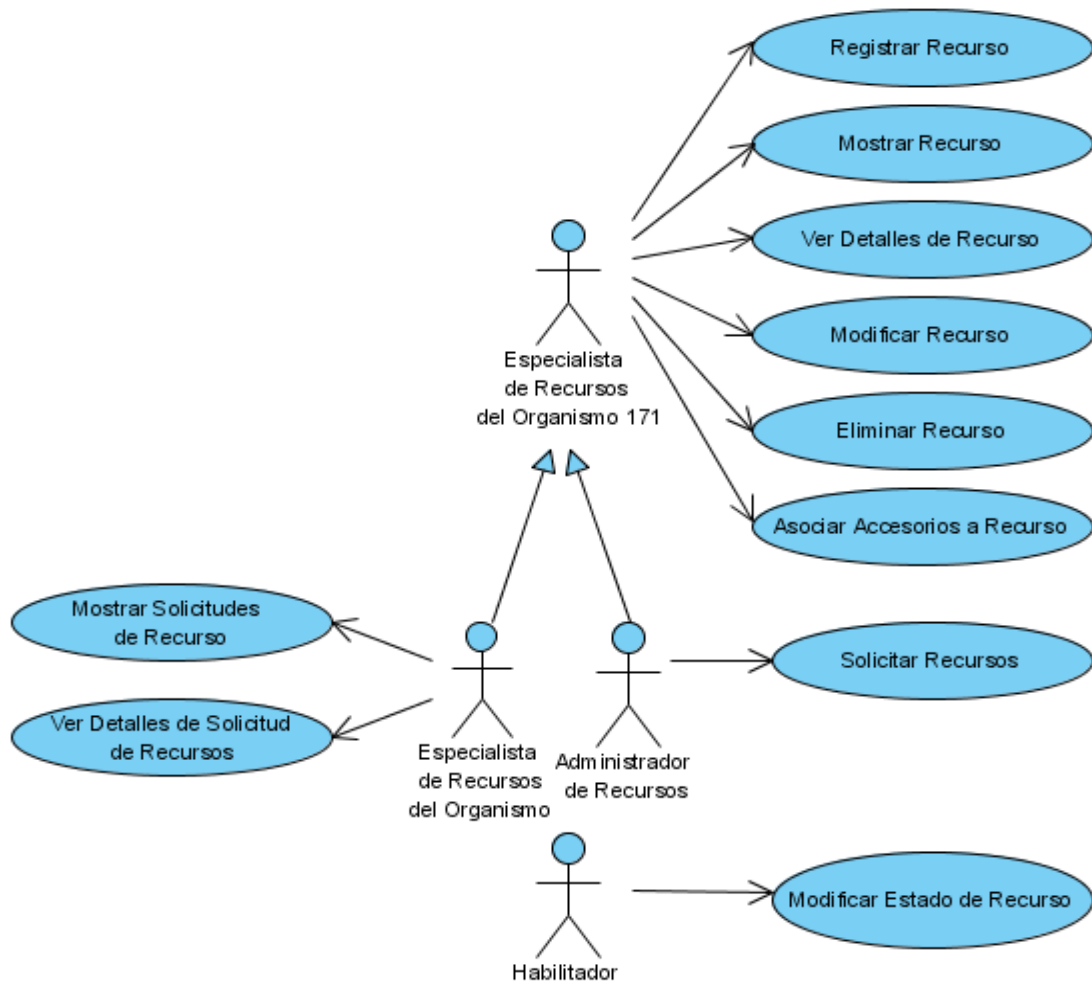 Registrar Recurso
Mostrar Recurso
Ver Detalles de Recurso
Modificar Recurso
Especialista
de Recursos
del Organismo 171
Eliminar Recurso
Asociar Accesorios a Recurso
Mostrar Solicitudes
de Recurso
Solicitar Recursos
Ver Detalles de Solicitud
de Recursos
Especialista
de Recursos
del Organismo
Administrador
de Recursos
Modificar Estado de Recurso
Habilitador